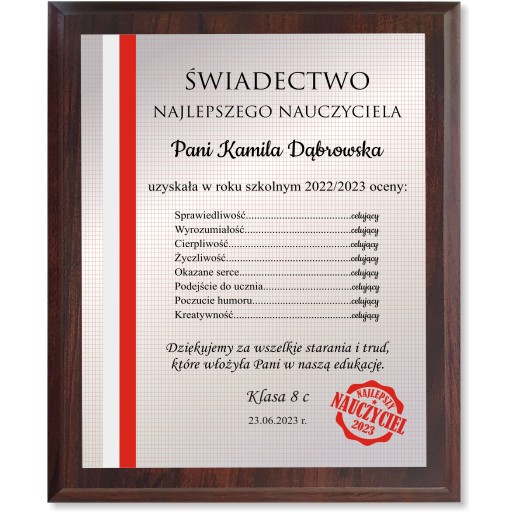 ŚWIADECTWO
NAJLEPSZEGO NAUCZYCIELA
Pani Kamila Dąbrowska
uzyskała w roku szkolnym 2022/2023 oceny:
Sprawiedliwość................................celujący
Wyrozumiałość................................celujący
Cierpliwość.....................................celujący
Życzliwość......................................celujący
Okazane serce.................................celujący
Podejście do ucznia.........................celujący
Poczucie humoru.............................celujący
Kreatywność...................................celujący
Dziękujemy za wszelkie starania i trud,
które włożyła Pani w naszą edukację.
Klasa 8 c
23.06.2023 r.
NAJLEPSZY
NAUCZYCIEL
2023